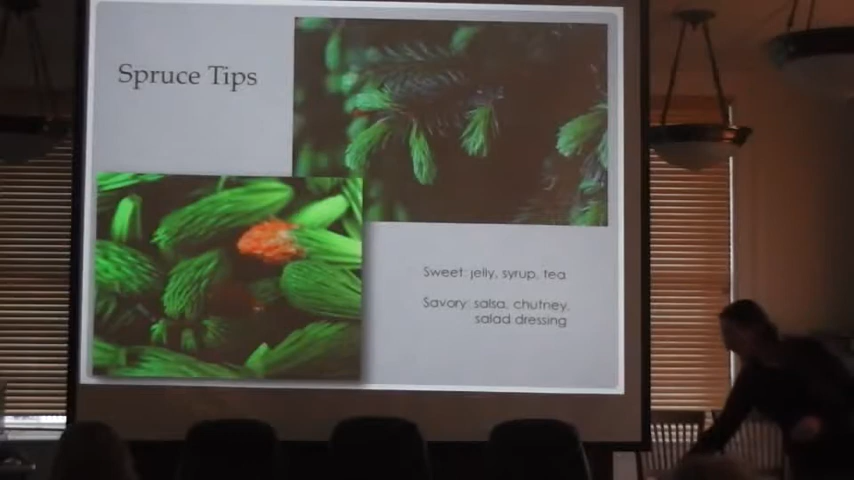 Spruce Tips
Sweet: jelly, syrup, tea
Savory: salsa, chutney,
salad dressing